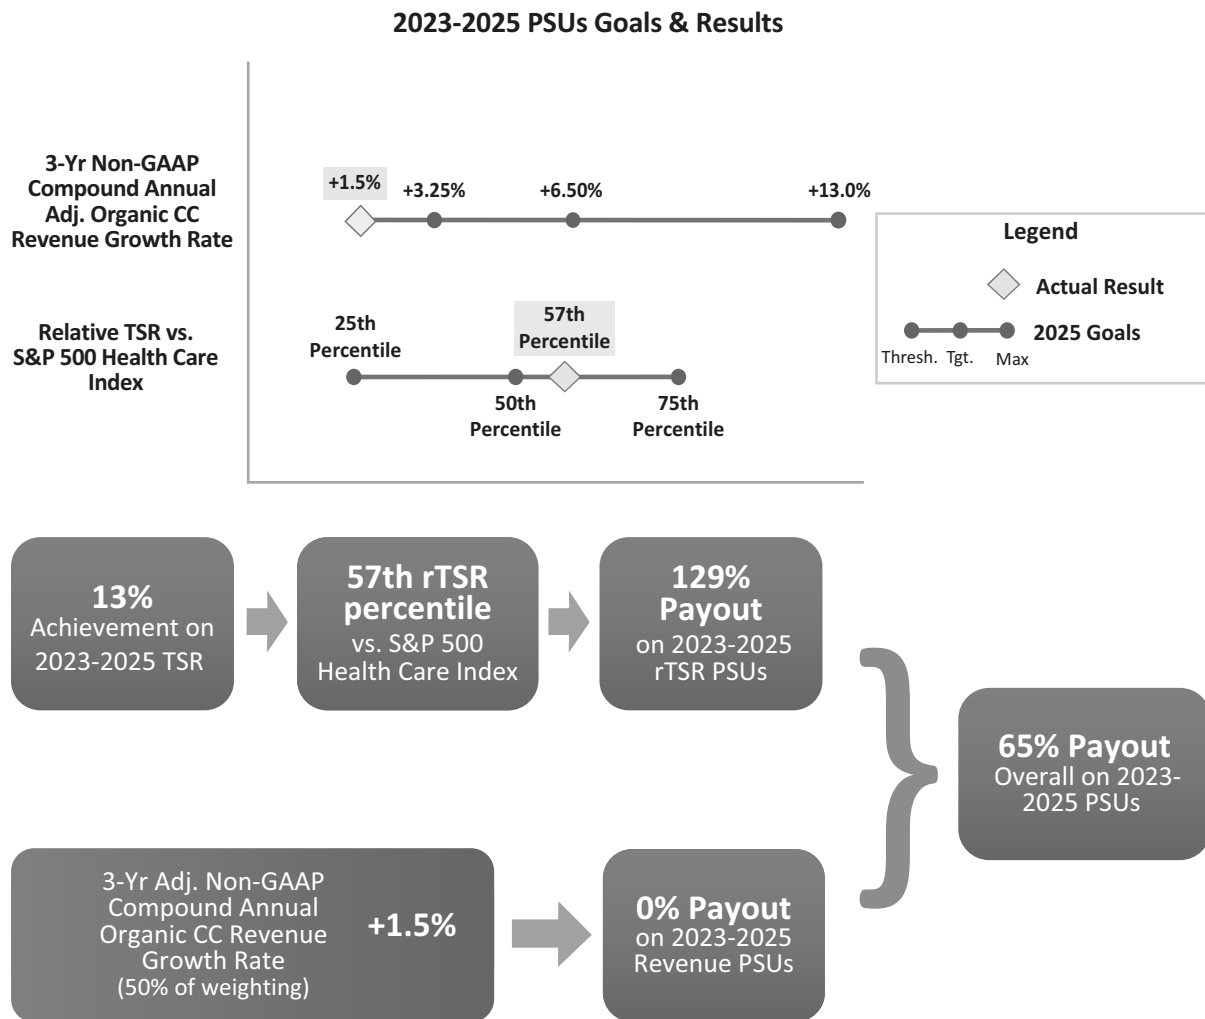 2023-2025 PSUs Goals & Results
3-Yr Non-GAAP
Compound Annual
Adj. Organic CC
Revenue Growth Rate
+1.5%
+3.25%
+6.50%
+13.0%
Relative TSR vs.
S&P 500 Health Care
Index
25th
Percentile
57th
Percentile
50th
Percentile
75th
Percentile
Legend
Actual Result
2025 Goals
Thresh. Tgt. Max
13%
Achievement on
2023-2025 TSR
57th rTSR
percentile
vs. S&P 500
Health Care Index
129%
Payout
on 2023-2025
rTSR PSUs
3-Yr Adj. Non-GAAP
Compound Annual
Organic CC Revenue
Growth Rate
(50% of weighting)
+1.5%
0% Payout
on 2023-2025
Revenue PSUs
65% Payout
Overall on 2023-
2025 PSUs